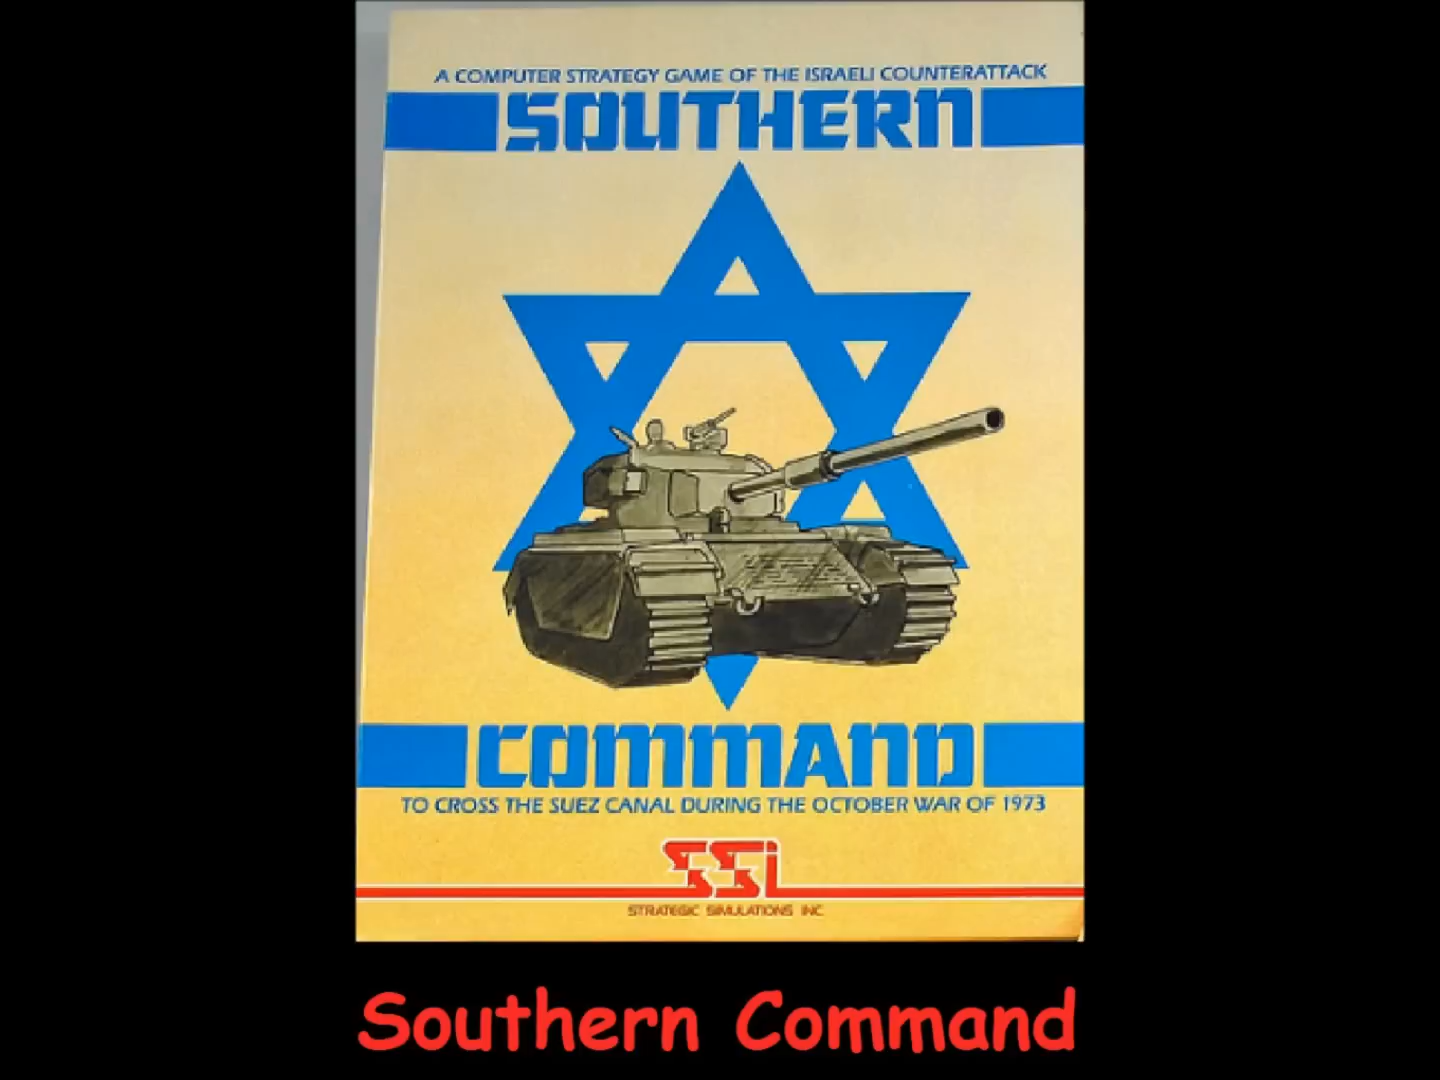 A COMPUTER STRATEGY GAME OF THE ISRAELI COUNTERATTACK
SOUTHERN
COMMAND
TO CROSS THE SUEZ CANAL DURING THE OCTOBER WAR OF 1973
SSi
STRATEGIC SIMULATIONS INC
Southern Command